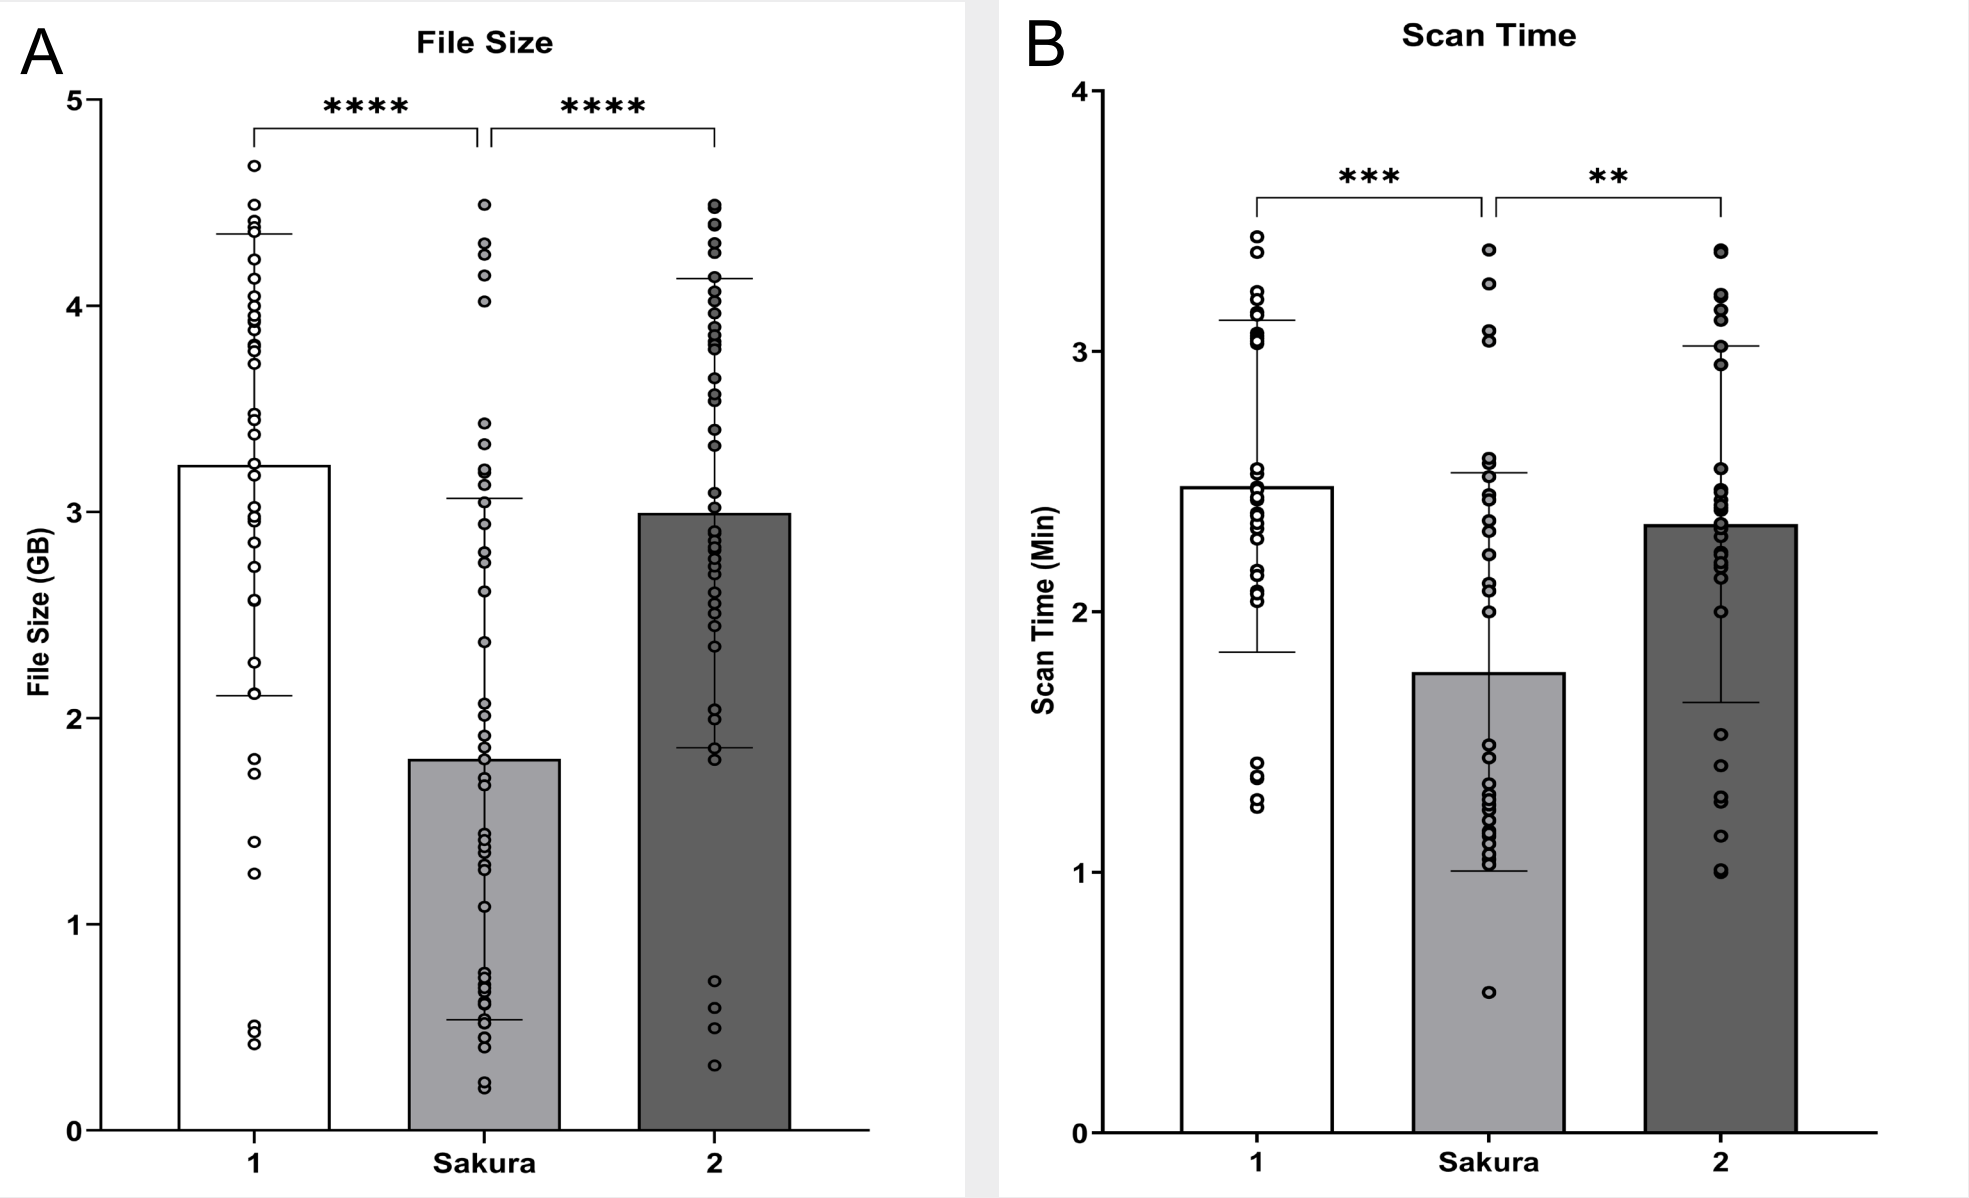 A
File Size
5
4
3
2
1
0
File Size (GB)
**** ****
1 Sakura 2
B
Scan Time
4
3
2
1
0
Scan Time (Min)
*** **
1 Sakura 2